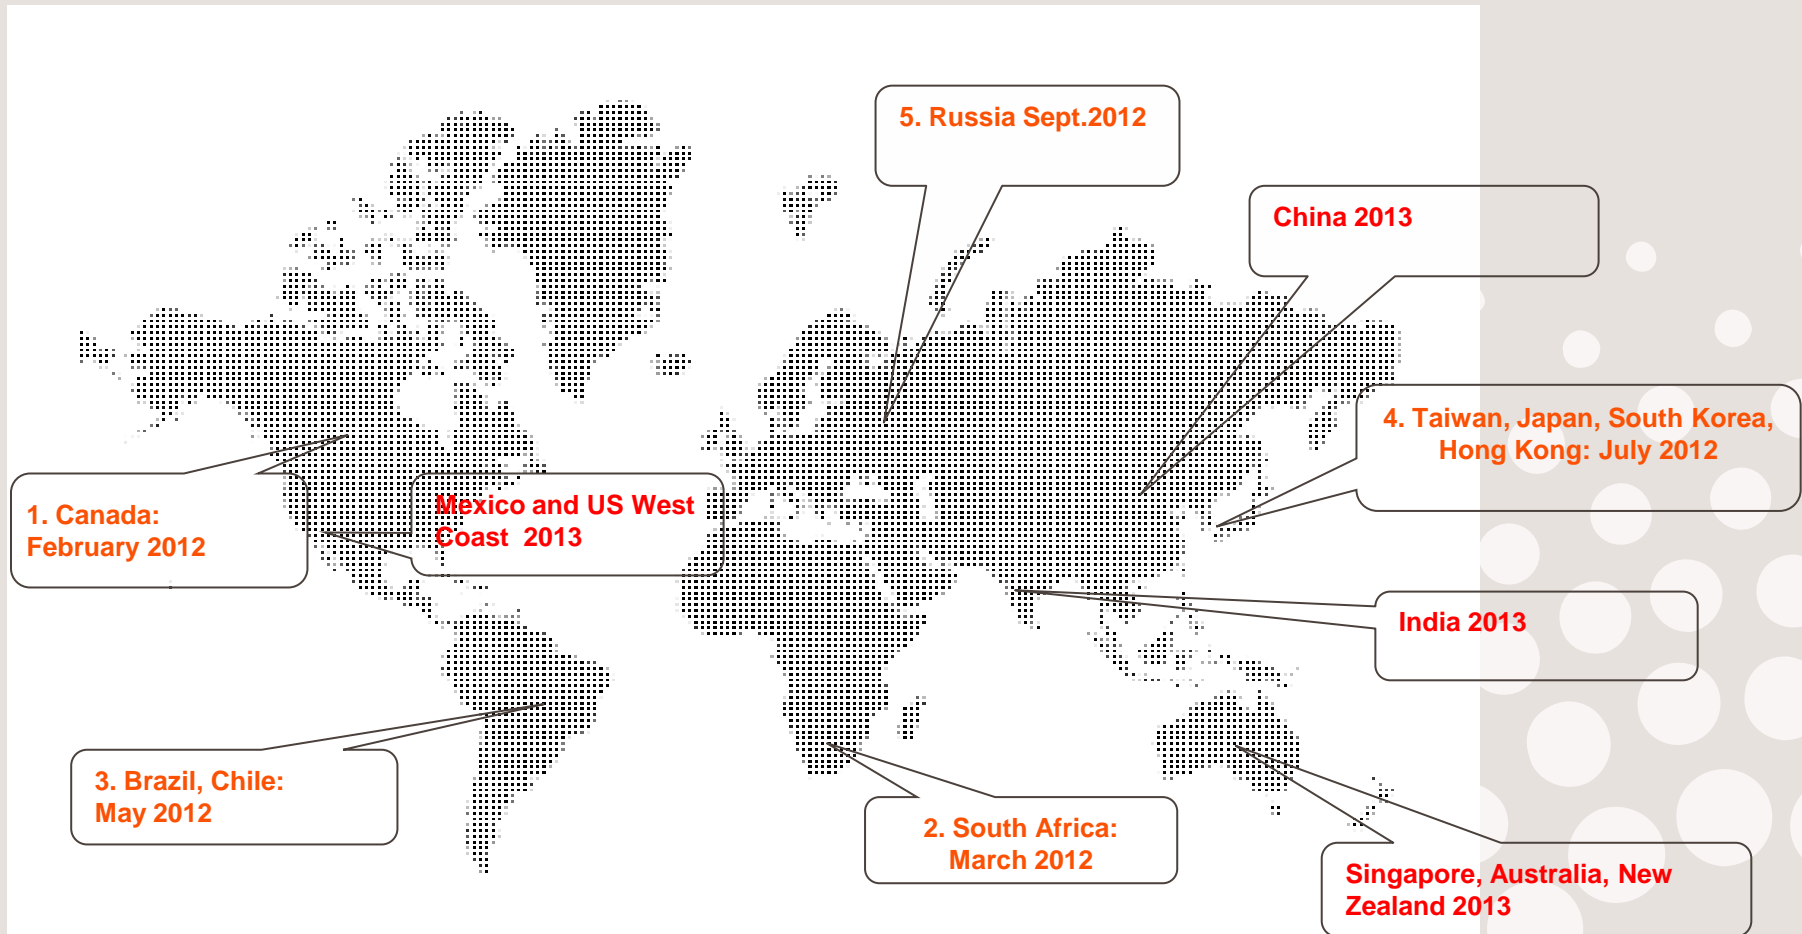 5. Russia Sept.2012
China 2013
4. Taiwan, Japan, South Korea,
Hong Kong: July 2012
1. Canada:
February 2012
Mexico and US West
Coast 2013
India 2013
3. Brazil, Chile:
May 2012
2. South Africa:
March 2012
Singapore, Australia, New
Zealand 2013